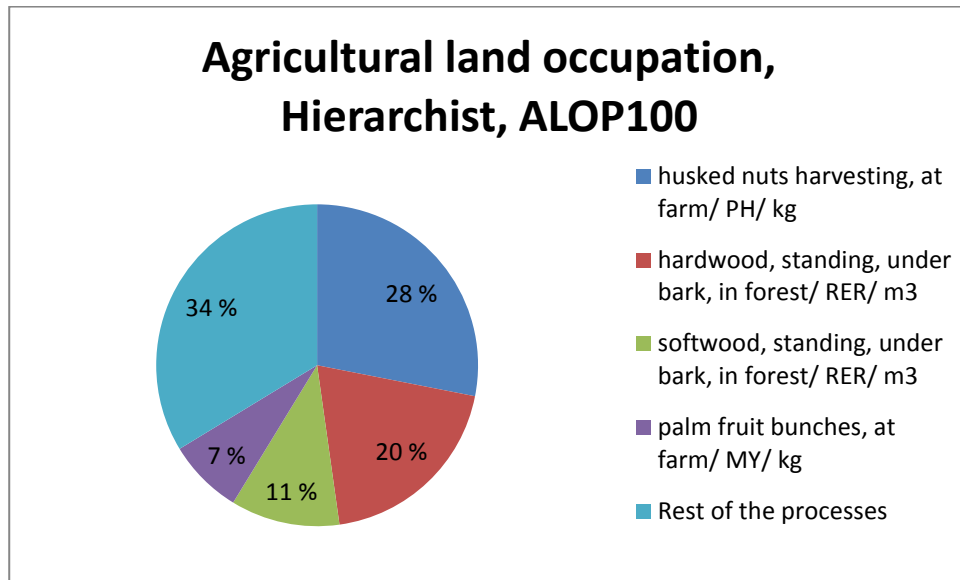 Agricultural land occupation,
Hierarchist, ALOP100
husked nuts harvesting, at
farm/ PH/ kg
hardwood, standing, under
bark, in forest/ RER/ m3
softwood, standing, under
bark, in forest/ RER/ m3
palm fruit bunches, at
farm/ MY/ kg
Rest of the processes
28 %
20 %
11 %
7 %
34 %